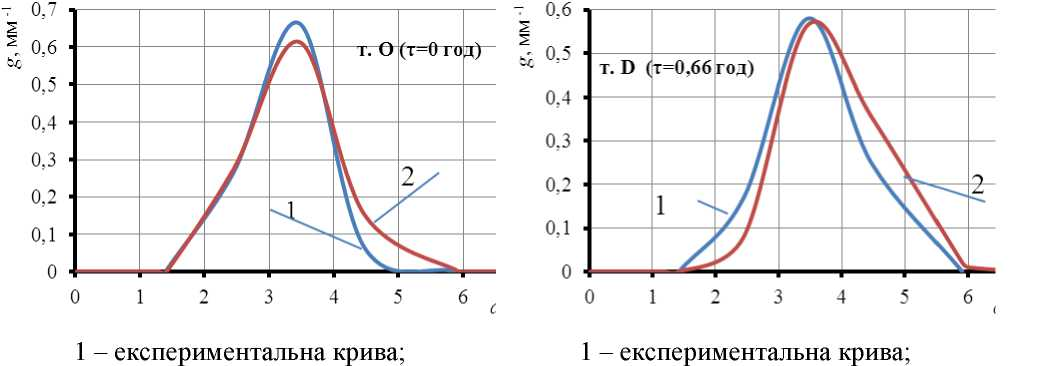 g, мм -1
0,7
0,6
0,5
0,4
0,3
0,2
0,1
0
0 1 2 3 4 5 6
т. О (τ=0 год)
1
2
1 – експериментальна крива;
g, мм -1
0,6
0,5
0,4
0,3
0,2
0,1
0
0 1 2 3 4 5 6
т. D (τ=0,66 год)
1
2
1 – експериментальна крива;